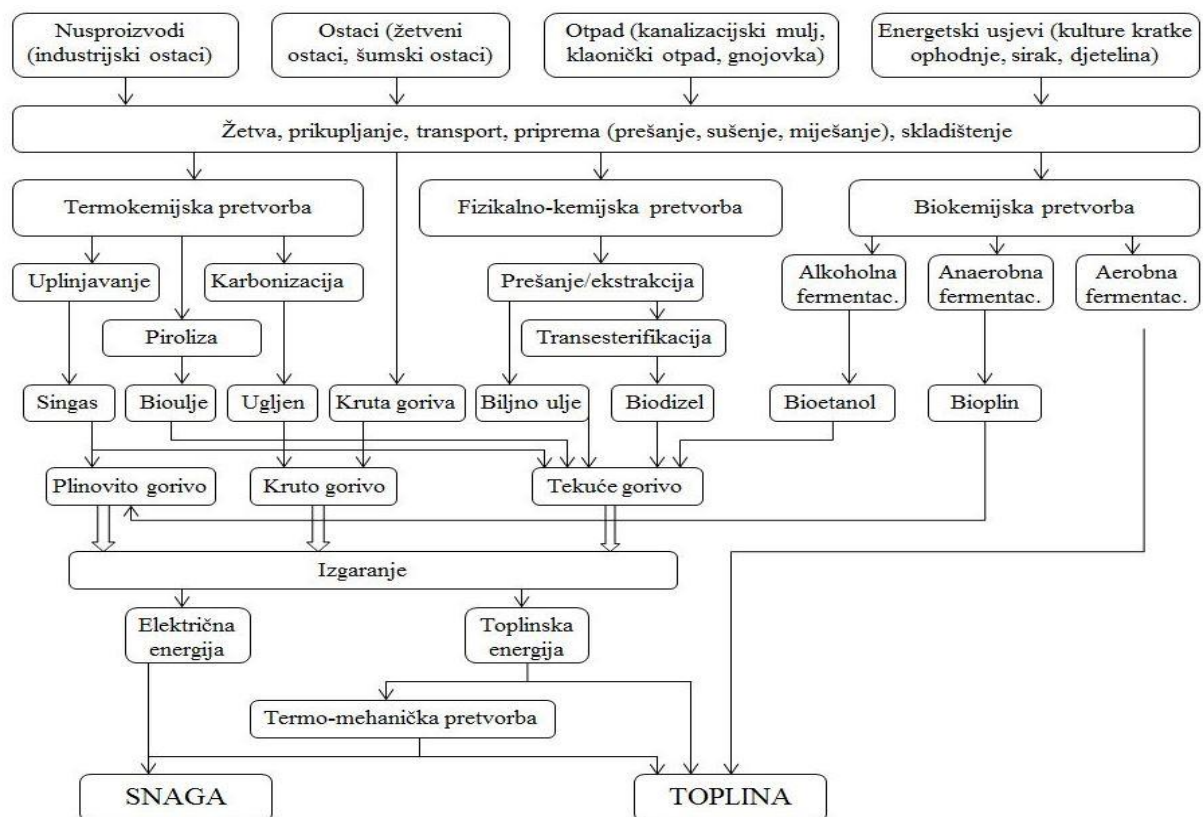 Nusproizvodi
(industrijski ostaci)
Ostaci (žetveni
ostaci, šumski ostaci)
Otpad (kanalizacijski mulj,
klaonički otpad, gnojovka)
Energetski usjevi (kulture kratke
ophodnje, sirak, djetelina)
Žetva, prikupljanje, transport, priprema (prešanje, sušenje, miješanje), skladištenje
Termokemijska pretvorba
Fizikalno-kemijska pretvorba
Biokemijska pretvorba
Uplinjavanje
Karbonizacija
Prešanje/ekstrakcija
Alkoholna
fermentac.
Anaerobna
fermentac.
Aerobna
fermentac.
Piroliza
Transesterifikacija
Singas
Bioulje
Ugljen
Kruta goriva
Biljno ulje
Biodizel
Bioetanol
Bioplin
Plinovito gorivo
Kruto gorivo
Tekuće gorivo
Izgaranje
Električna
energija
Toplinska
energija
Termo-mehanička pretvorba
SNAGA
TOPLINA